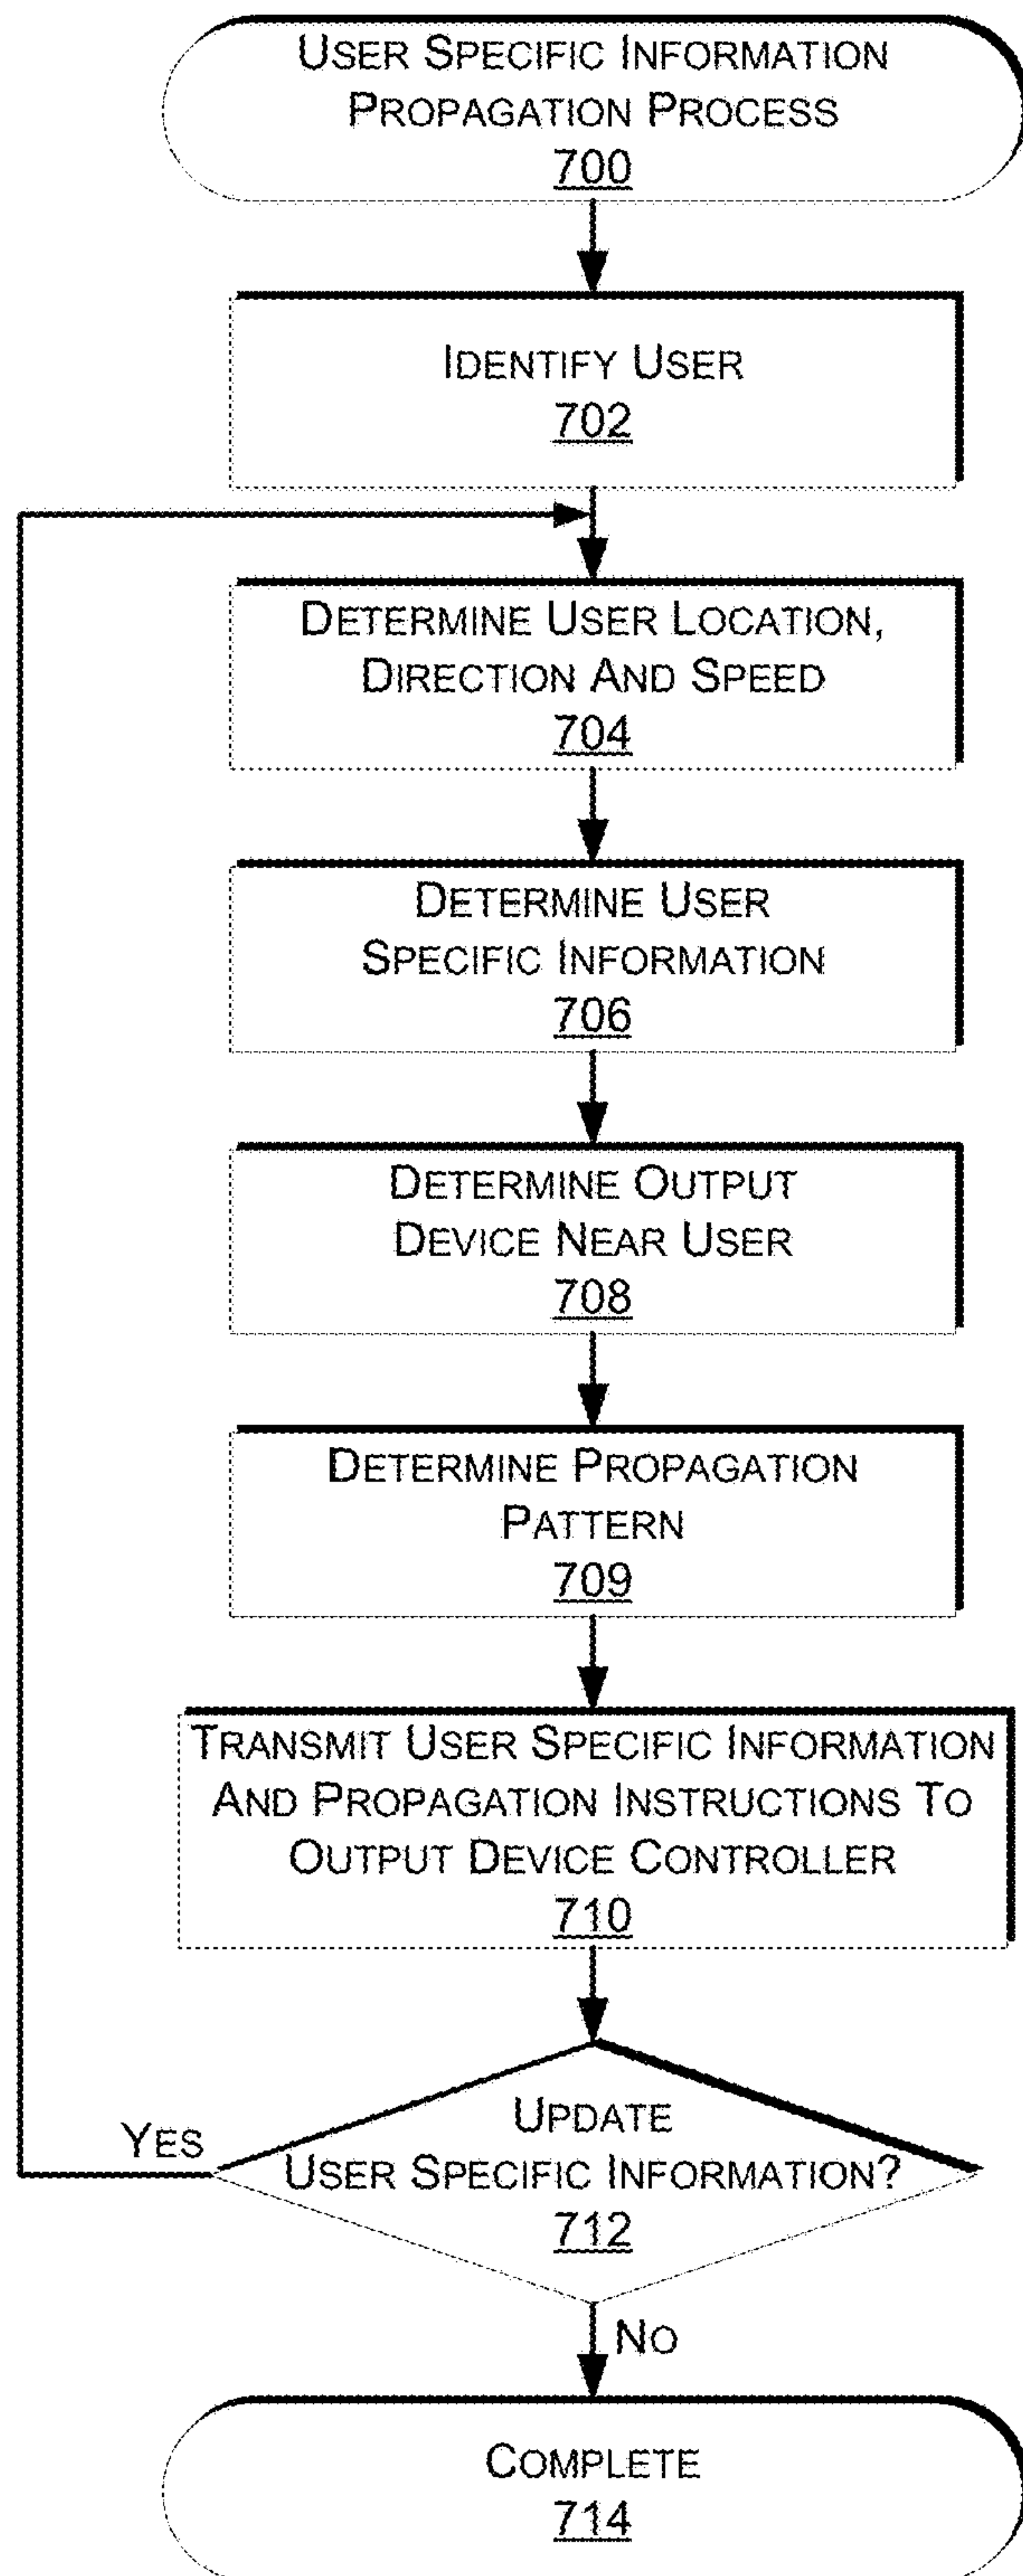 USER SPECIFIC INFORMATION
PROPAGATION PROCESS
700
IDENTIFY USER
702
DETERMINE USER LOCATION,
DIRECTION AND SPEED
704
DETERMINE USER
SPECIFIC INFORMATION
706
DETERMINE OUTPUT
DEVICE NEAR USER
708
DETERMINE PROPAGATION
PATTERN
709
TRANSMIT USER SPECIFIC INFORMATION
AND PROPAGATION INSTRUCTIONS TO
OUTPUT DEVICE CONTROLLER
710
YES
UPDATE
USER SPECIFIC INFORMATION?
712
NO
COMPLETE
714